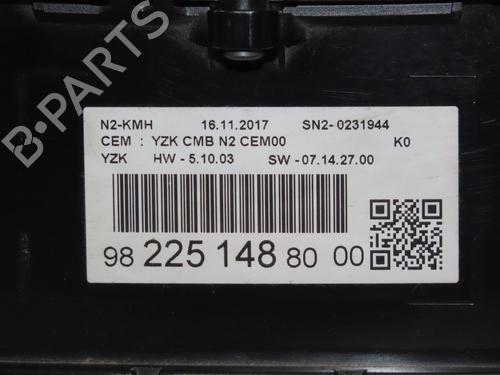 N2-KMH 16.11.2017 SN2- 0231944
CEM : YZK CMB N2 CEM00 K0
YZK HW - 5.10.03 SW - 07.14.27.00
98 225 148 80 00
B-PARTS